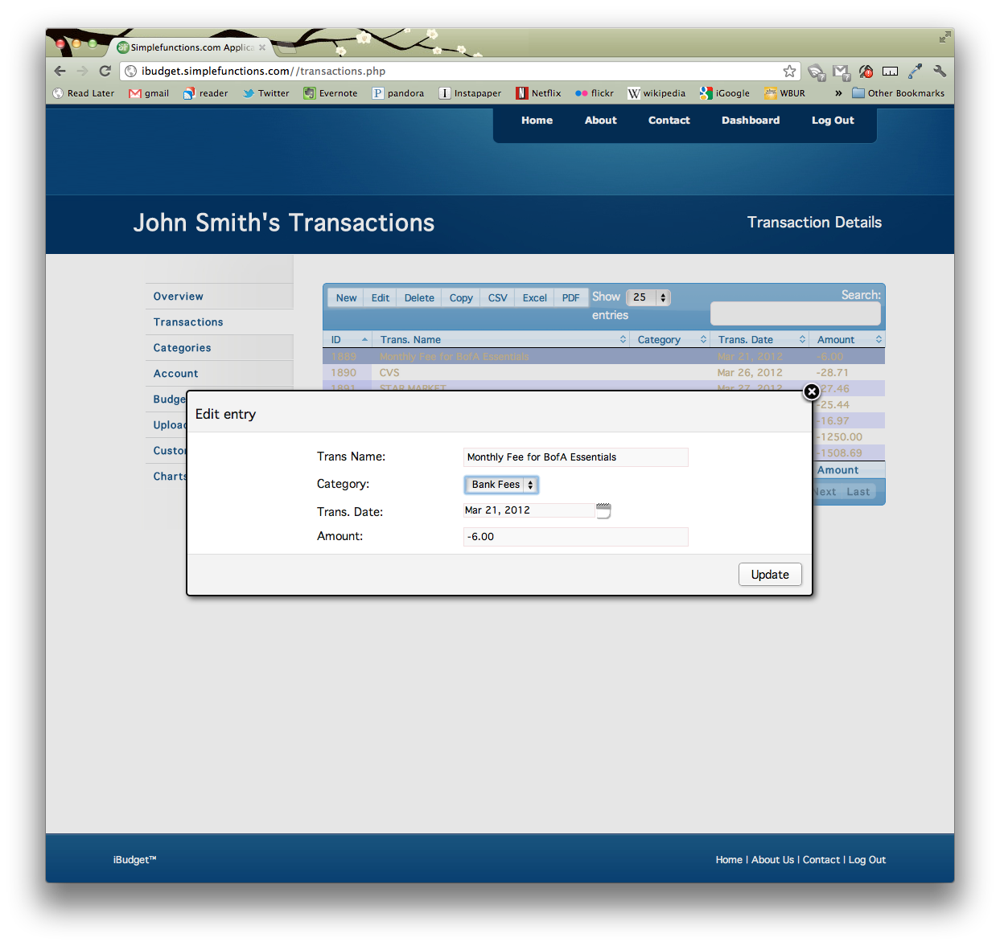 Simplefunctions.com Applica
ibudget.simplefunctions.com//transactions.php
Read Later gmail reader Twitter Evernote pandora Instapaper Netflix flickr wikipedia iGoogle WBUR » Other Bookmarks
Home About Contact Dashboard Log Out
John Smith's Transactions
Transaction Details
Overview
Transactions
Categories
Account
Budge
Uploa
Custo
Charts
New Edit Delete Copy CSV Excel PDF Show 25 entries Search:
ID Trans. Name Category Trans. Date Amount
1889 Monthly Fee for BofA Essentials Mar 21, 2012 -6.00
1890 CVS Mar 26, 2012 -28.71
1891 STAR MARKET Mar 27, 2012 -27.46
-25.44
-16.97
-1250.00
-1508.69
Amount
Next Last
Edit entry
Trans Name: Monthly Fee for BofA Essentials
Category: Bank Fees
Trans. Date: Mar 21, 2012
Amount: -6.00
Update
iBudget™
Home | About Us | Contact | Log Out